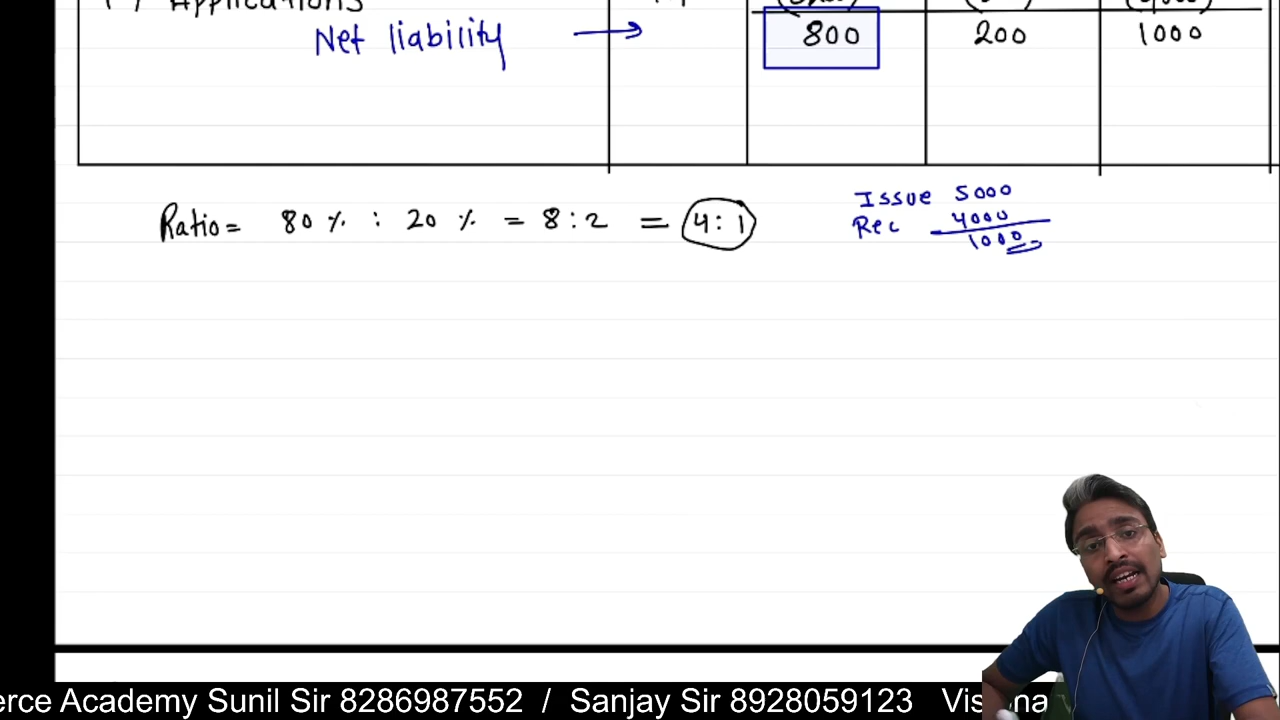 Applications
Net liability → 800 200 1000
Ratio = 80 % : 20 % = 8:2 = 4:1
Issue 5000
Rec 4000
1000
erce Academy Sunil Sir 8286987552 / Sanjay Sir 8928059123